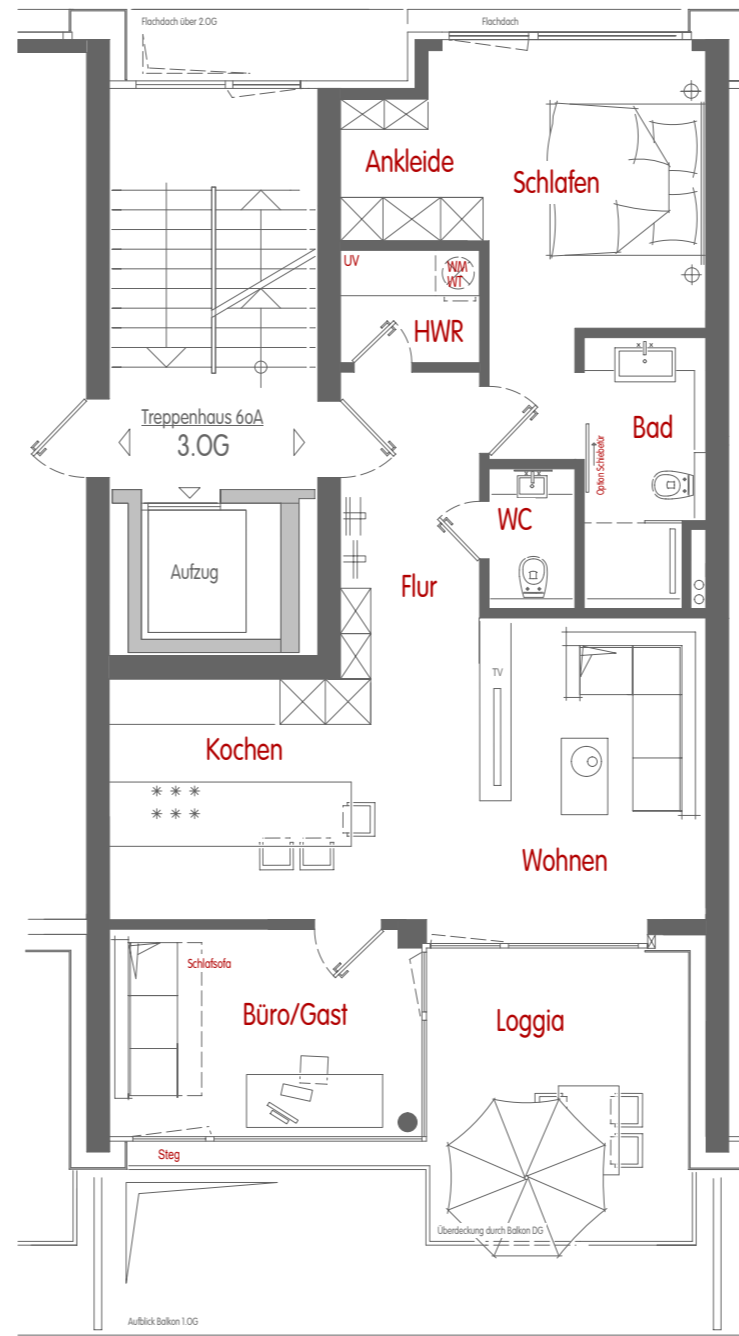 Flachdach über 2.OG
Flachdach
Ankleide
Schlafen
UV
WM
WT
HWR
Treppenhaus 60A
3.OG
Bad
Option Schiebetür
WC
Aufzug
Flur
TV
Kochen
Wohnen
Schlafsofa
Büro/Gast
Loggia
Steg
Überdeckung durch Balkon DG
Aufblick Balkon 1.OG